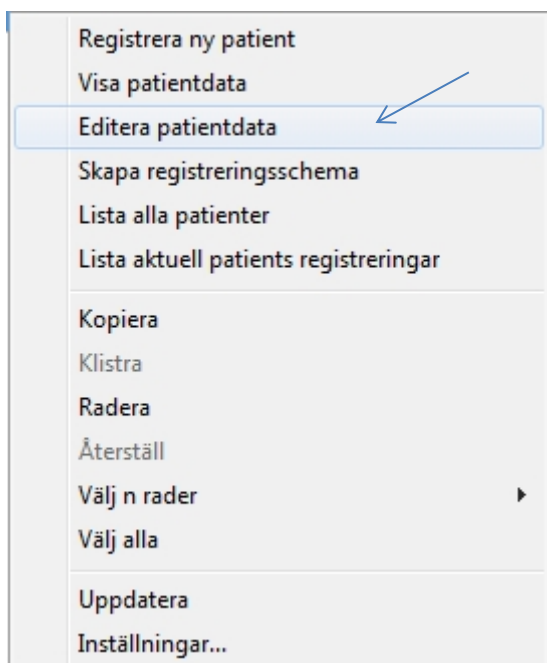 Registrera ny patient
Visa patientdata
Editera patientdata
Skapa registreringsschema
Lista alla patienter
Lista aktuell patients registreringar
Kopiera
Klistra
Radera
Återställ
Välj n rader
Välj alla
Uppdatera
Inställningar...